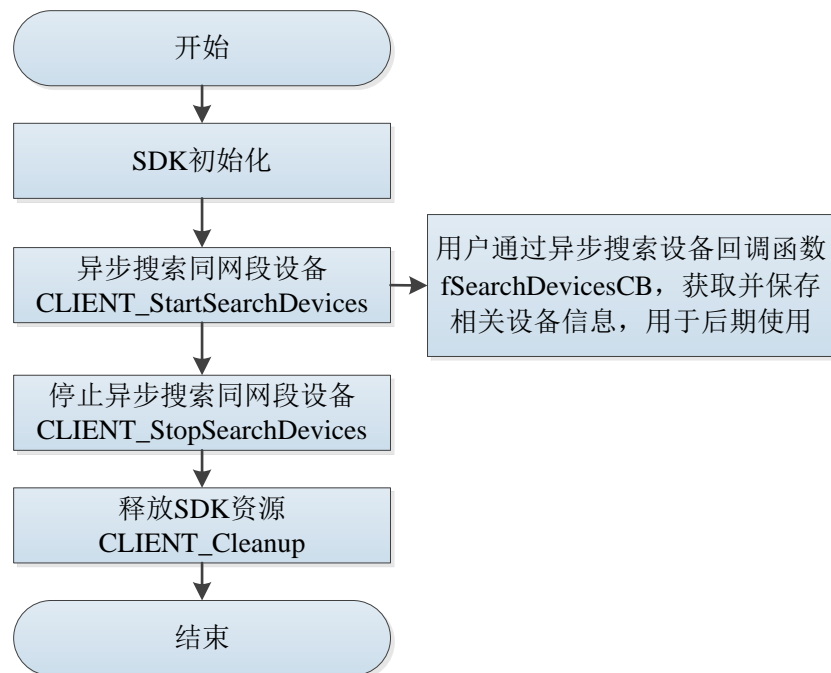 开始
SDK初始化
异步搜索同网段设备
CLIENT_StartSearchDevices
用户通过异步搜索设备回调函数
fSearchDevicesCB，获取并保存
相关设备信息，用于后期使用
停止异步搜索同网段设备
CLIENT_StopSearchDevices
释放SDK资源
CLIENT_Cleanup
结束